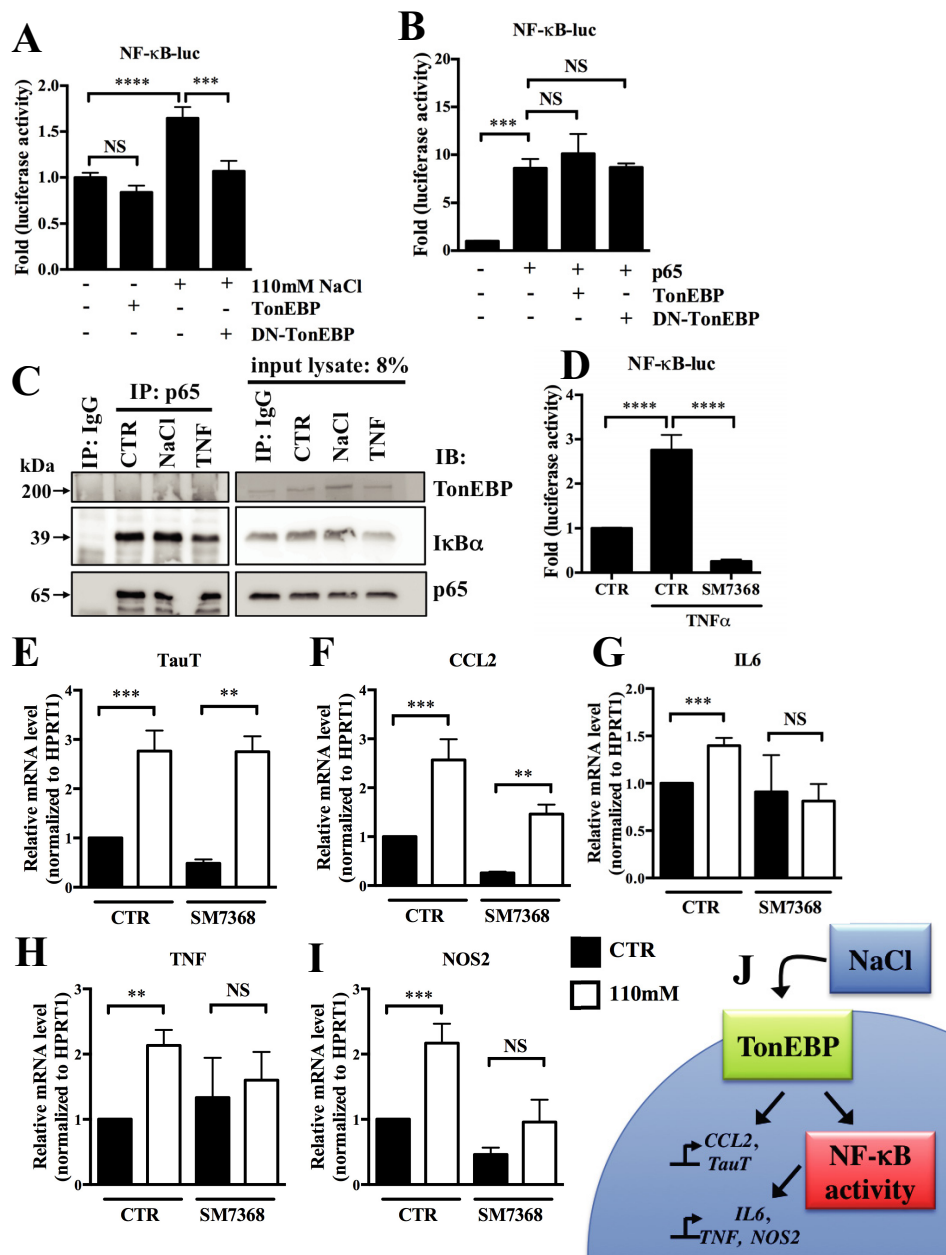 A
NF-κB-luc
Fold (luciferase activity)
2.0
1.5
1.0
0.5
0.0
****
***
NS
- - + + 110mM NaCl
- + - - TonEBP
- - - + DN-TonEBP
B
NF-κB-luc
Fold (luciferase activity)
20
15
10
5
0
***
NS
NS
- + + + p65
- - + - TonEBP
- - - + DN-TonEBP
C
IP: p65
input lysate: 8%
IP: IgG
CTR
NaCl
TNF
IP: IgG
CTR
NaCl
TNF
IB:
kDa
200
TonEBP
39
IκBα
65
p65
D
NF-κB-luc
Fold (luciferase activity)
4
3
2
1
0
****
****
CTR CTR SM7368
TNFα
E
TauT
Relative mRNA level
(normalized to HPRT1)
4
3
2
1
0
***
**
CTR SM7368
F
CCL2
Relative mRNA level
(normalized to HPRT1)
4
3
2
1
0
***
**
CTR SM7368
G
IL6
Relative mRNA level
(normalized to HPRT1)
2.0
1.5
1.0
0.5
0.0
***
NS
CTR SM7368
H
TNF
Relative mRNA level
(normalized to HPRT1)
3
2
1
0
**
NS
CTR SM7368
I
NOS2
Relative mRNA level
(normalized to HPRT1)
3
2
1
0
***
NS
CTR SM7368
CTR
110mM
J
NaCl
TonEBP
CCL2,
TauT
NF-κB
activity
IL6,
TNF, NOS2